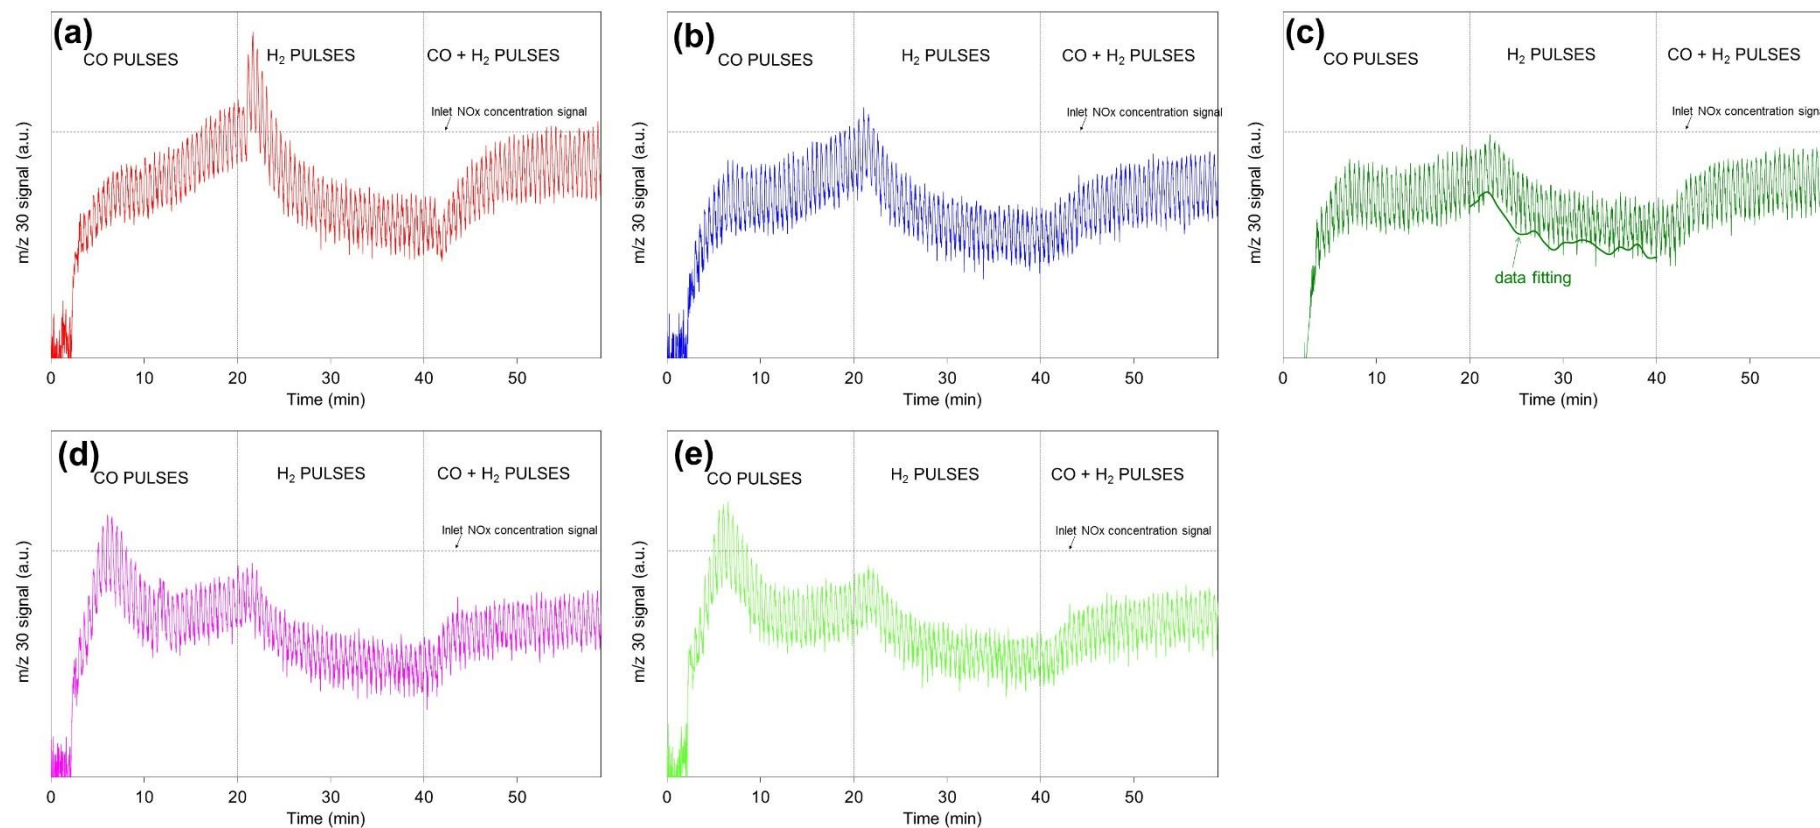 (a)
CO PULSES
H₂ PULSES
CO + H₂ PULSES
Inlet NOx concentration signal
m/z 30 signal (a.u.)
0 10 20 30 40 50
Time (min)
(b)
CO PULSES
H₂ PULSES
CO + H₂ PULSES
Inlet NOx concentration signal
m/z 30 signal (a.u.)
0 10 20 30 40 50
Time (min)
(c)
CO PULSES
H₂ PULSES
CO + H₂ PULSES
Inlet NOx concentration signa
m/z 30 signal (a.u.)
data fitting
0 10 20 30 40 50
Time (min)
(d)
CO PULSES
H₂ PULSES
CO + H₂ PULSES
Inlet NOx concentration signal
m/z 30 signal (a.u.)
0 10 20 30 40 50
Time (min)
(e)
CO PULSES
H₂ PULSES
CO + H₂ PULSES
Inlet NOx concentration signal
m/z 30 signal (a.u.)
0 10 20 30 40 50
Time (min)